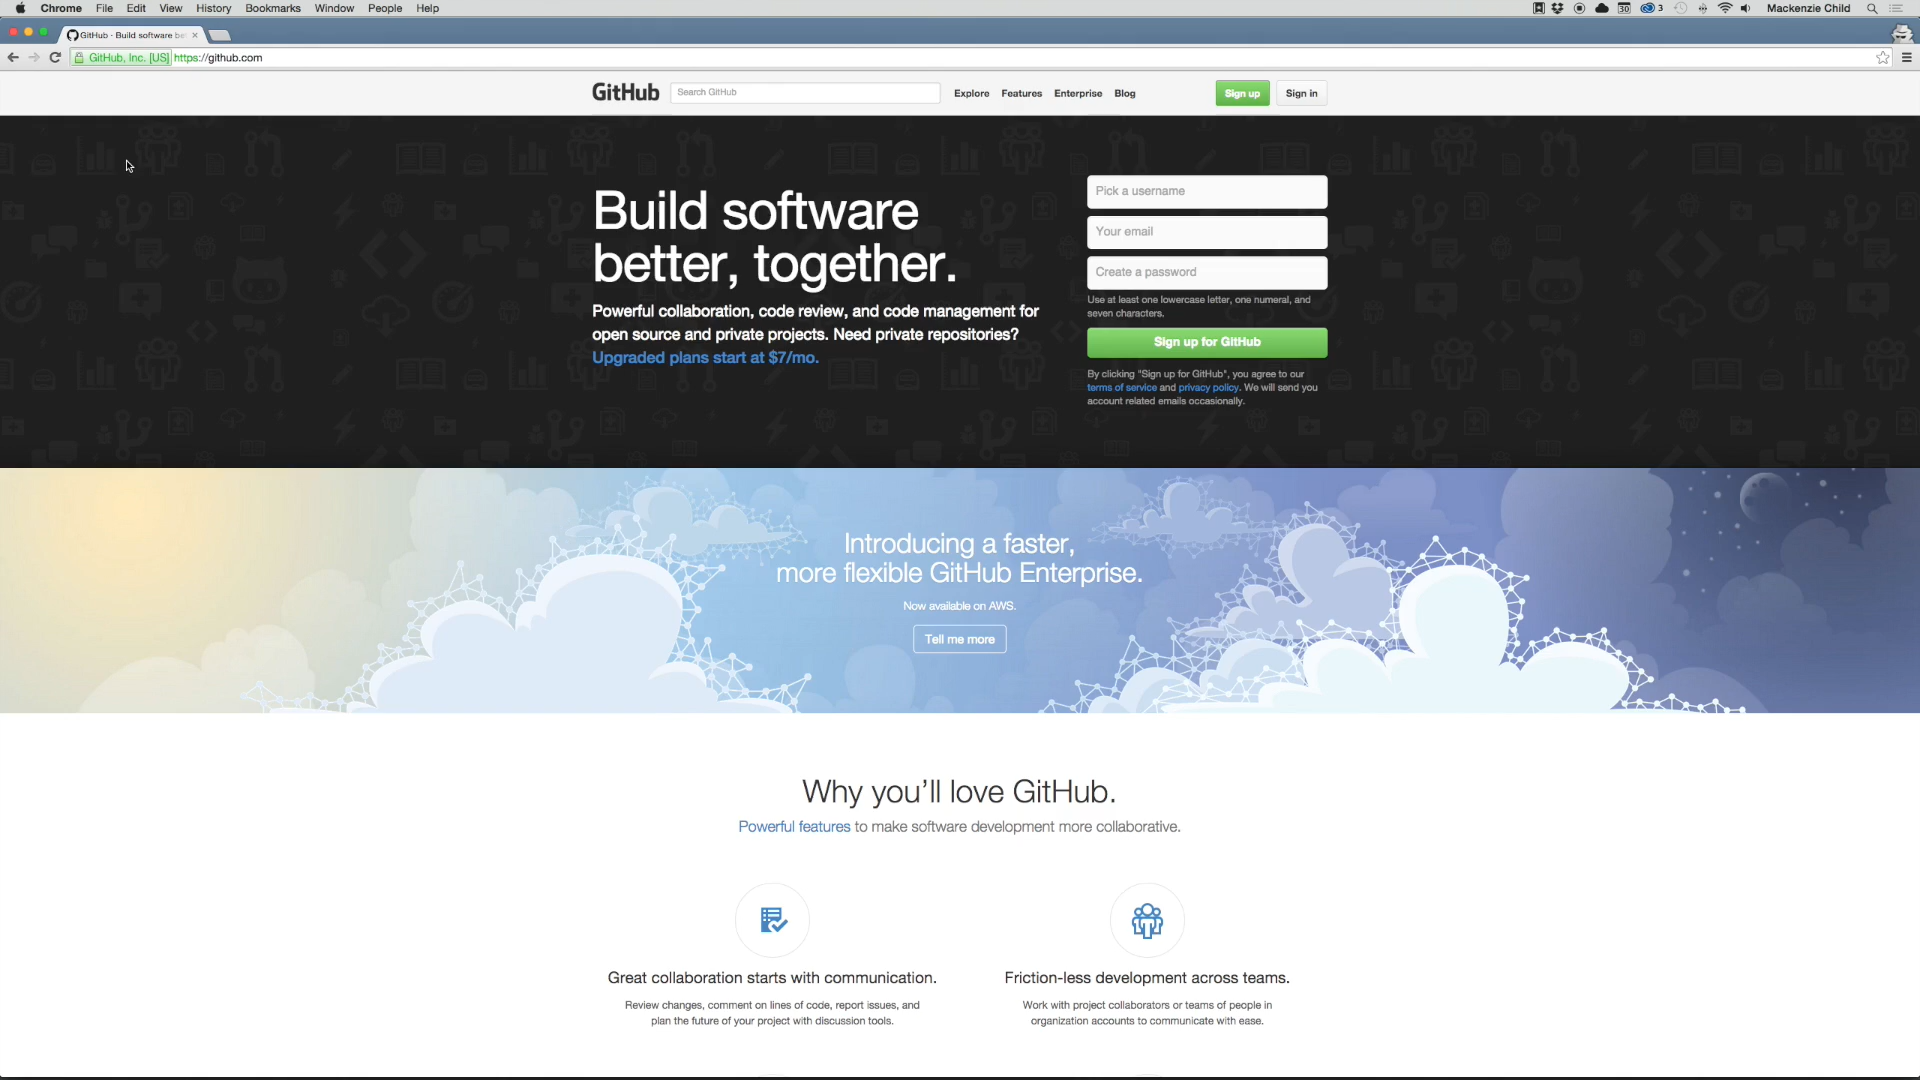 Chrome File Edit View History Bookmarks Window People Help
30 3 Mackenzie Child
GitHub - Build software be
GitHub, Inc. [US] https://github.com
GitHub Search GitHub Explore Features Enterprise Blog Sign up Sign in
Build software
better, together.
Powerful collaboration, code review, and code management for
open source and private projects. Need private repositories?
Upgraded plans start at $7/mo.
Pick a username
Your email
Create a password
Use at least one lowercase letter, one numeral, and
seven characters.
Sign up for GitHub
By clicking "Sign up for GitHub", you agree to our
terms of service and privacy policy. We will send you
account related emails occasionally.
Introducing a faster,
more flexible GitHub Enterprise.
Now available on AWS.
Tell me more
Why you’ll love GitHub.
Powerful features to make software development more collaborative.
Great collaboration starts with communication.
Review changes, comment on lines of code, report issues, and
plan the future of your project with discussion tools.
Friction-less development across teams.
Work with project collaborators or teams of people in
organization accounts to communicate with ease.